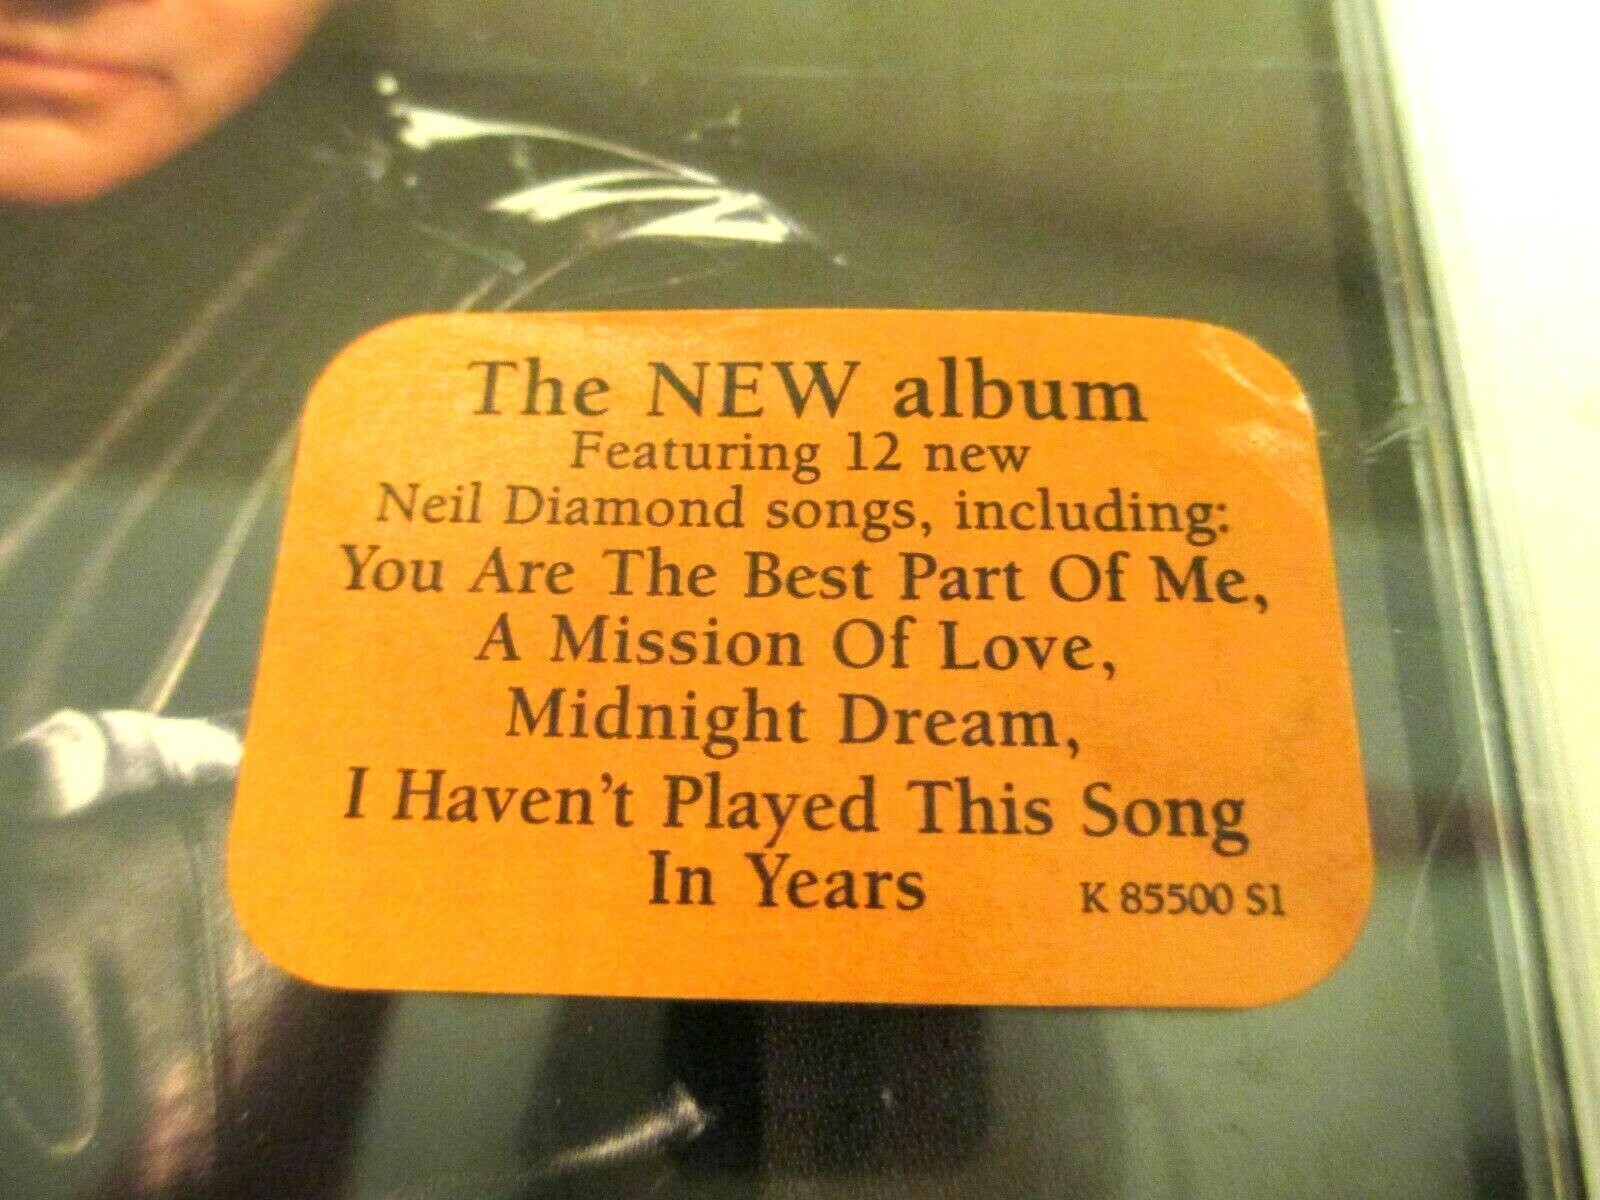 The NEW album
Featuring 12 new
Neil Diamond songs, including:
You Are The Best Part Of Me,
A Mission Of Love,
Midnight Dream,
I Haven't Played This Song
In Years K 85500 S1